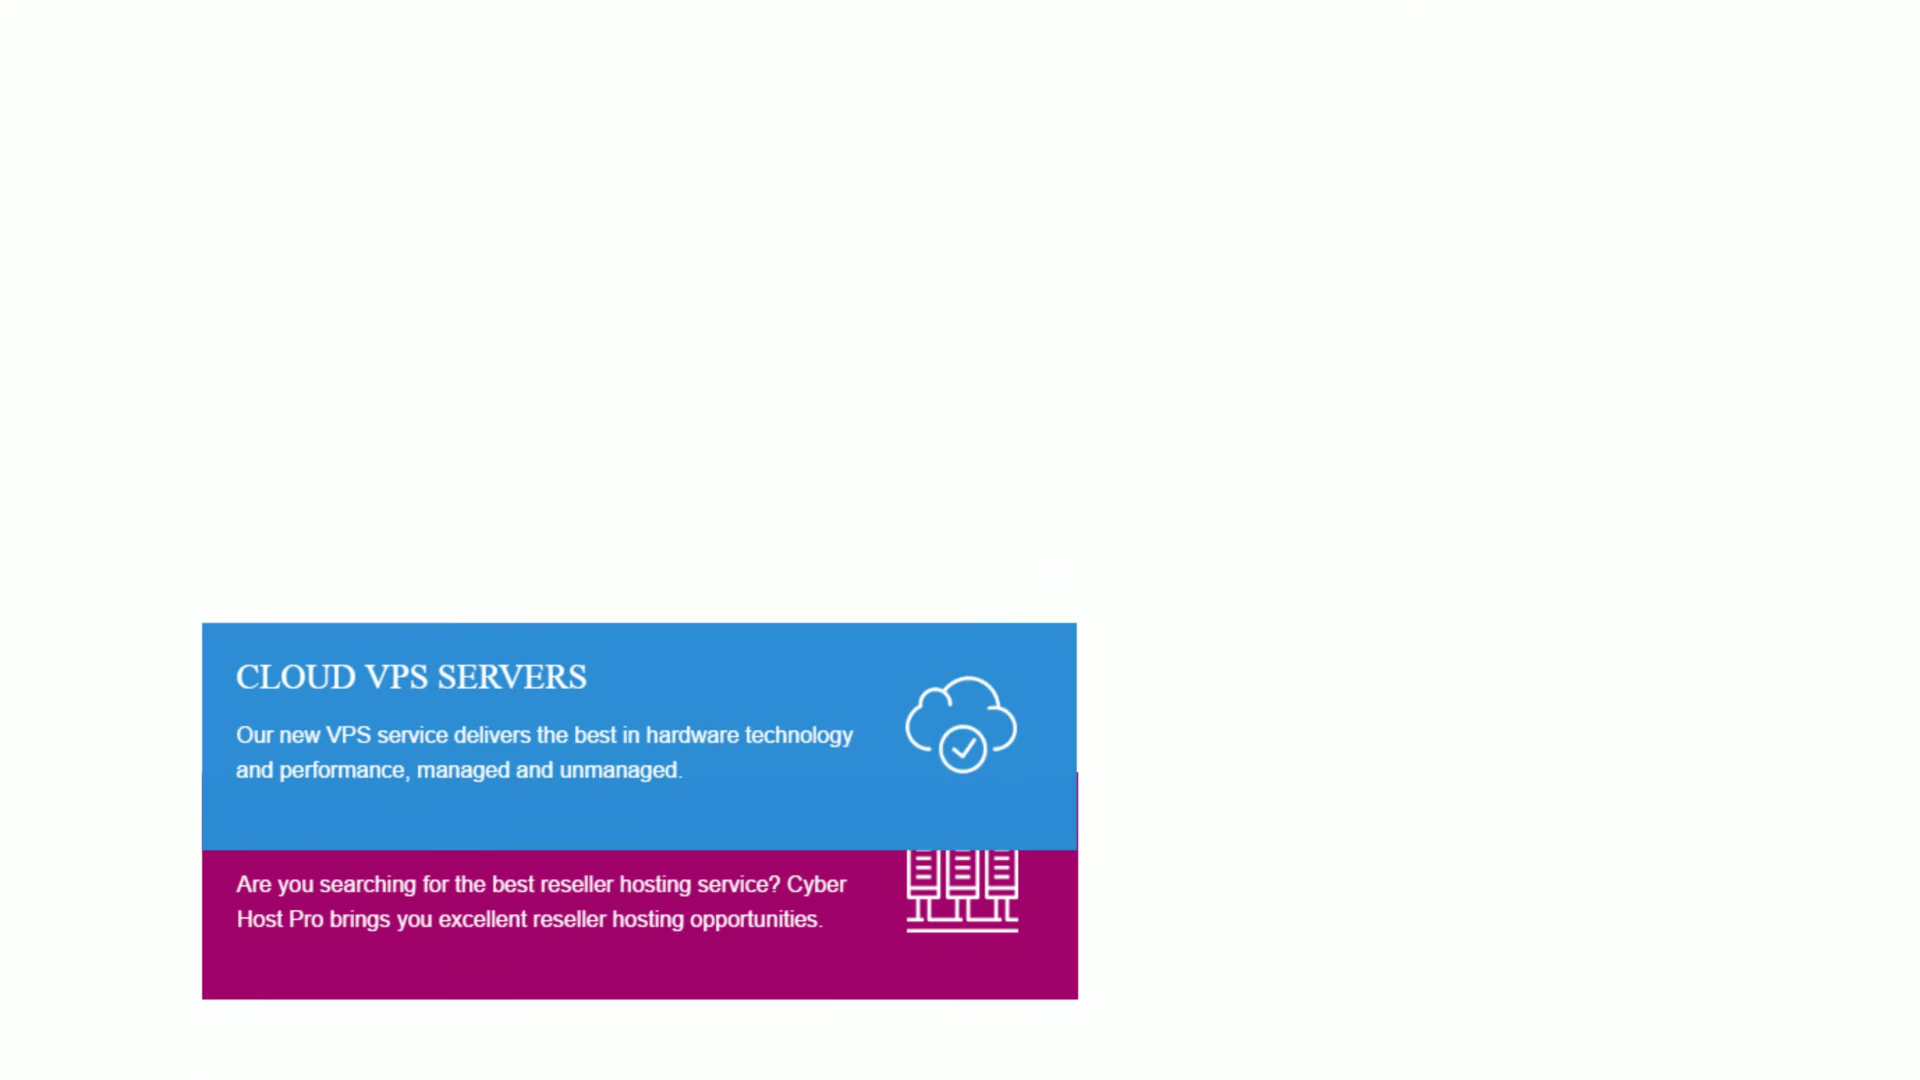 CLOUD VPS SERVERS
Our new VPS service delivers the best in hardware technology
and performance, managed and unmanaged.
Are you searching for the best reseller hosting service? Cyber
Host Pro brings you excellent reseller hosting opportunities.